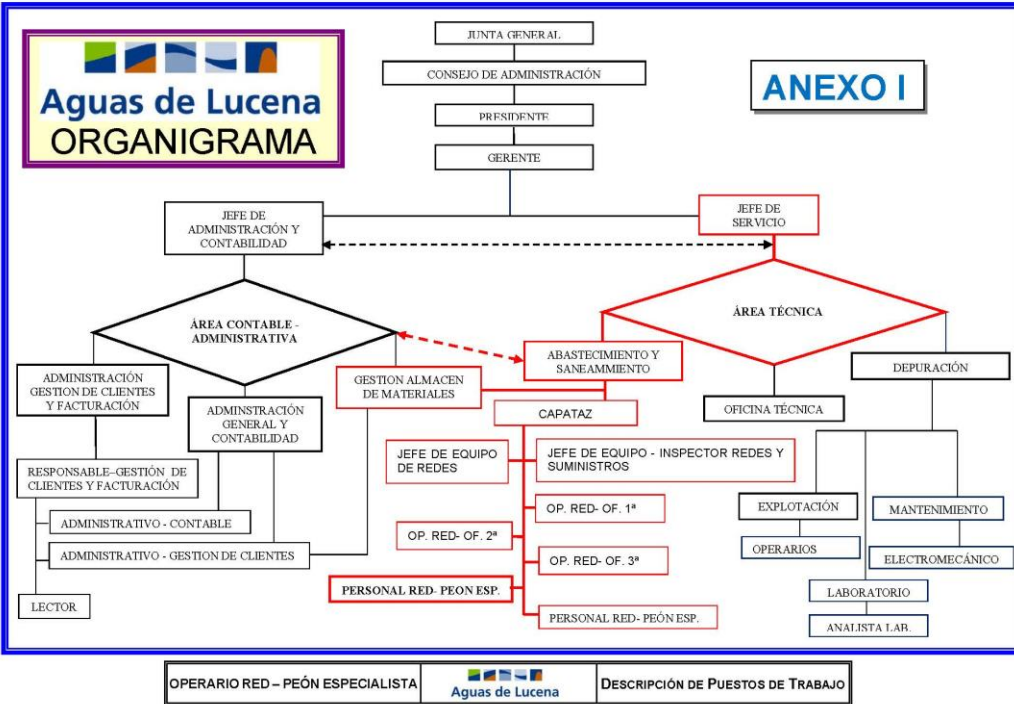 JUNTA GENERAL
CONSEJO DE ADMINISTRACIÓN
PRESIDENTE
GERENTE
Aguas de Lucena
ORGANIGRAMA
ANEXO I
JEFE DE
ADMINISTRACIÓN Y
CONTABILIDAD
JEFE DE
SERVICIO
ÁREA CONTABLE -
ADMINISTRATIVA
ÁREA TÉCNICA
ADMINISTRACIÓN
GESTION DE CLIENTES
Y FACTURACIÓN
ADMINSTRACIÓN
GENERAL Y
CONTABILIDAD
GESTION ALMACEN
DE MATERIALES
ABASTECIMIENTO Y
SANEAMMIENTO
OFICINA TÉCNICA
DEPURACIÓN
RESPONSABLE–GESTIÓN DE
CLIENTES Y FACTURACIÓN
ADMINISTRATIVO - CONTABLE
ADMINISTRATIVO - GESTION DE CLIENTES
LECTOR
CAPATAZ
JEFE DE EQUIPO
DE REDES
JEFE DE EQUIPO - INSPECTOR REDES Y
SUMINISTROS
OP. RED- OF. 1ª
OP. RED- OF. 2ª
OP. RED- OF. 3ª
PERSONAL RED- PEON ESP.
PERSONAL RED- PEÓN ESP.
EXPLOTACIÓN
OPERARIOS
MANTENIMIENTO
ELECTROMECÁNICO
LABORATORIO
ANALISTA LAB.
OPERARIO RED – PEÓN ESPECIALISTA
Aguas de Lucena
DESCRIPCIÓN DE PUESTOS DE TRABAJO